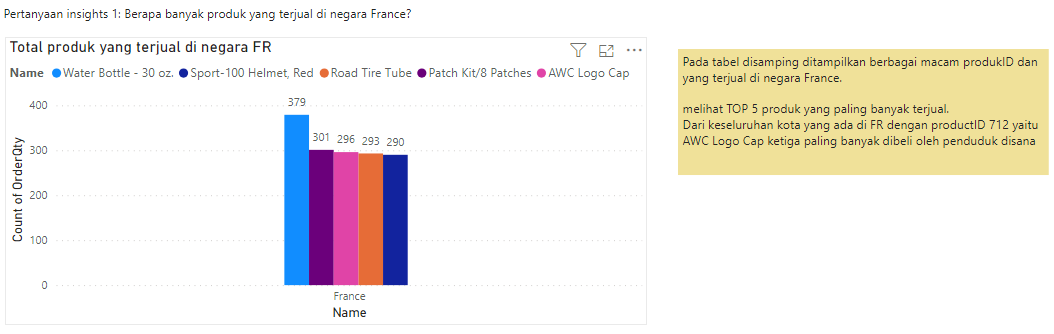 Pertanyaan insights 1: Berapa banyak produk yang terjual di negara France?
Total produk yang terjual di negara FR
Name Water Bottle - 30 oz. Sport-100 Helmet, Red Road Tire Tube Patch Kit/8 Patches AWC Logo Cap
Count of OrderQty
400
300
200
100
0
379
301
296
293
290
France
Name
Pada tabel disamping ditampilkan berbagai macam produkID dan
yang terjual di negara France.
melihat TOP 5 produk yang paling banyak terjual.
Dari keseluruhan kota yang ada di FR dengan productID 712 yaitu
AWC Logo Cap ketiga paling banyak dibeli oleh penduduk disana